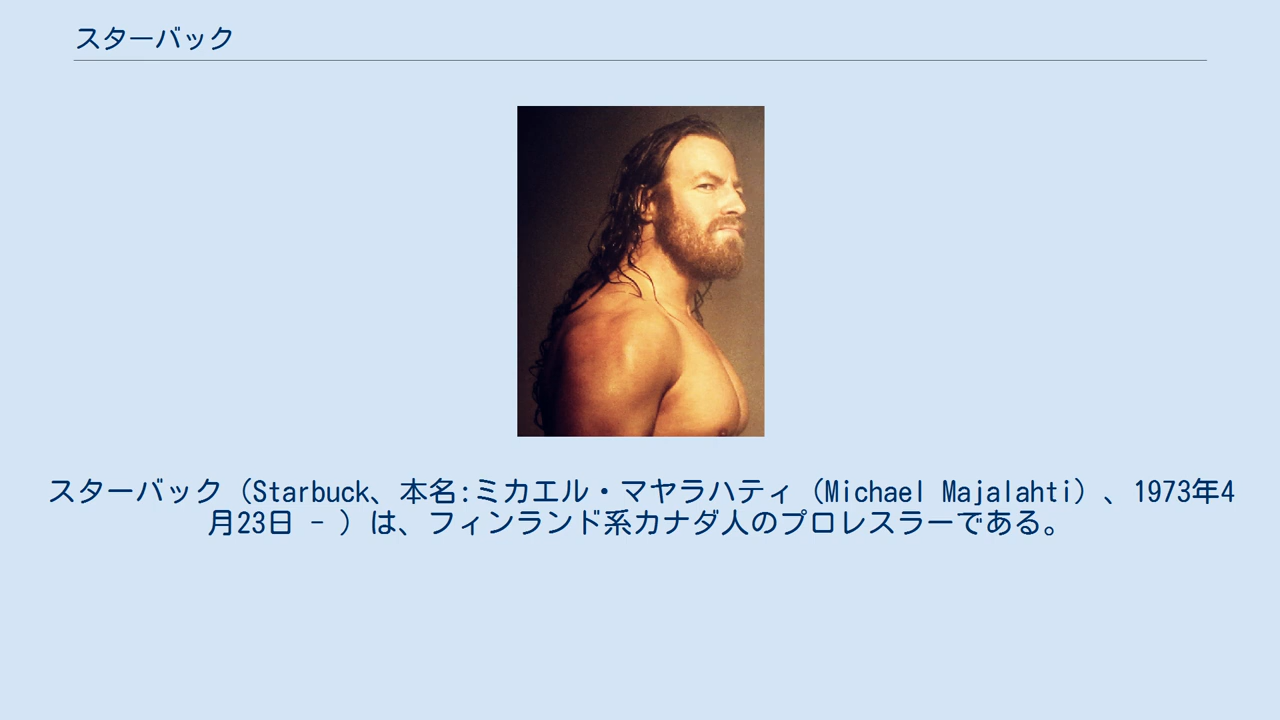 スターバック
スターバック（Starbuck、本名:ミカエル・マヤラハティ（Michael Majalahti）、1973年4
月23日 - ）は、フィンランド系カナダ人のプロレスラーである。